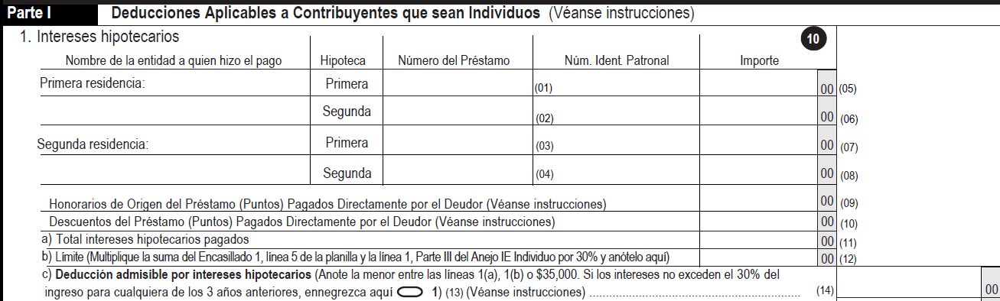 Parte I Deducciones Aplicables a Contribuyentes que sean Individuos (Véanse instrucciones)
1. Intereses hipotecarios 10
Nombre de la entidad a quien hizo el pago Hipoteca Número del Préstamo Núm. Ident. Patronal Importe
Primera residencia: Primera (01) 00 (05)
Segunda (02) 00 (06)
Segunda residencia: Primera (03) 00 (07)
Segunda (04) 00 (08)
Honorarios de Origen del Préstamo (Puntos) Pagados Directamente por el Deudor (Véanse instrucciones) 00 (09)
Descuentos del Préstamo (Puntos) Pagados Directamente por el Deudor (Véanse instrucciones) 00 (10)
a) Total intereses hipotecarios pagados 00 (11)
b) Límite (Multiplique la suma del Encasillado 1, línea 5 de la planilla y la línea 1, Parte III del Anejo IE Individuo por 30% y anótelo aquí) 00 (12)
c) Deducción admisible por intereses hipotecarios (Anote la menor entre las líneas 1(a), 1(b) o $35,000. Si los intereses no exceden el 30% del
ingreso para cualquiera de los 3 años anteriores, ennegrezca aquí 1) (13) (Véanse instrucciones) ........................................................ (14) 00